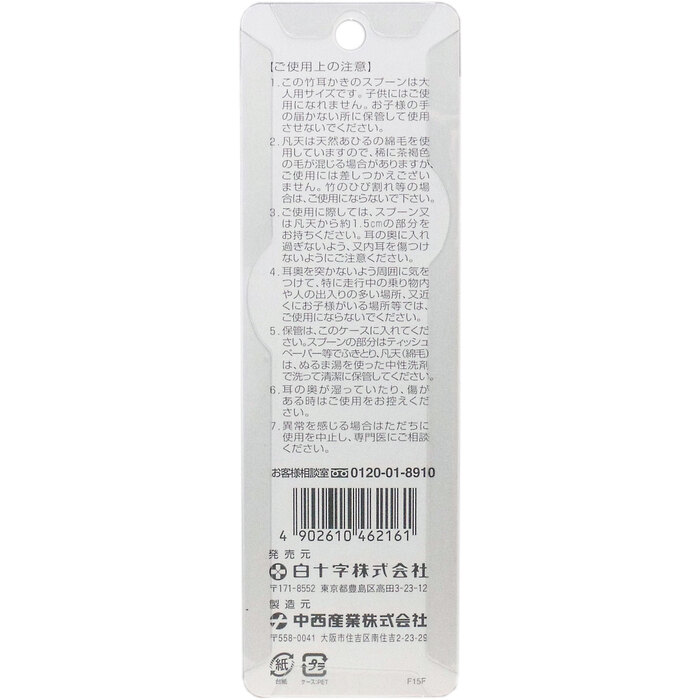 【ご使用上の注意】
1. この竹耳かきのスプーンは大
人用サイズです。子供にはご使
用になれません。お子様の手
の届かない所に保管して使用
させないでください。
2. 凡天は天然あひるの綿毛を使
用していますので、稀に茶褐色
の毛が混じる場合がありますが、
ご使用には差しつかえござい
ません。竹のひび割れ等の場
合は、ご使用にならないで下さい。
3. ご使用に際しては、スプーン又
は凡天から約1.5cmの部分を
お持ちください。耳の奥に入れ
過ぎないよう、又内耳を傷つけ
ないようにご注意ください。
4. 耳奥を突かないよう周囲に気を
つけて、特に走行中の乗り物内
や人の出入りの多い場所、又近
くにお子様がいる場所等では、
ご使用にならないでください。
5. 保管は、このケースに入れてくだ
さい。スプーンの部分はティッシュ
ペーパー等でふきとり、凡天(綿毛)
は、ぬるま湯を使った中性洗剤
で洗って清潔に保管してください。
6. 耳の奥が湿っていたり、傷が
ある時はご使用をお控えくだ
さい。
7. 異常を感じる場合はただちに
使用を中止し、専門医にご相談
ください。
お客様相談室 0120-01-8910
4 902610 462161
発売元
白十字株式会社
〒171-8552 東京都豊島区高田3-23-12
製造元
中西産業株式会社
〒558-0041 大阪市住吉区南住吉2-23-29
紙 プラ
台紙 ケース:PET F15F